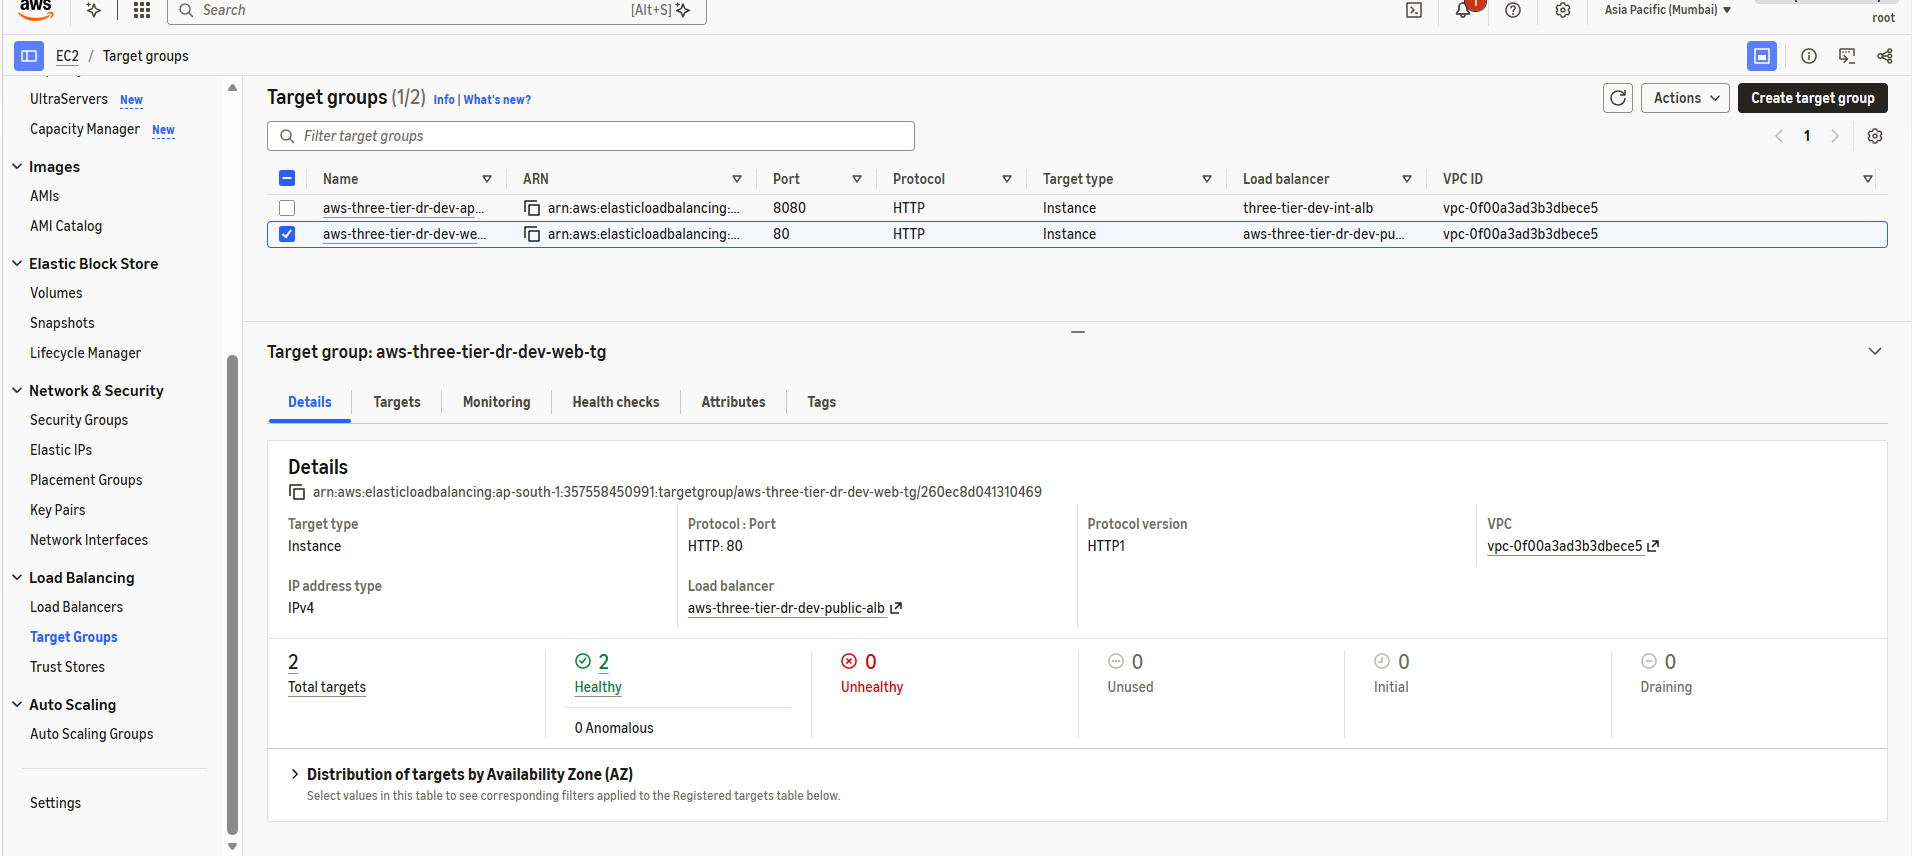 aws
Search [Alt+S]
1
Asia Pacific (Mumbai)
root
EC2 / Target groups
UltraServers New
Capacity Manager New
Images
AMIs
AMI Catalog
Elastic Block Store
Volumes
Snapshots
Lifecycle Manager
Network & Security
Security Groups
Elastic IPs
Placement Groups
Key Pairs
Network Interfaces
Load Balancing
Load Balancers
Target Groups
Trust Stores
Auto Scaling
Auto Scaling Groups
Settings
Target groups (1/2) Info | What's new?
Actions
Create target group
Filter target groups
1
Name ARN Port Protocol Target type Load balancer VPC ID
aws-three-tier-dr-dev-ap... arn:aws:elasticloadbalancing:... 8080 HTTP Instance three-tier-dev-int-alb vpc-0f00a3ad3b3dbece5
aws-three-tier-dr-dev-we... arn:aws:elasticloadbalancing:... 80 HTTP Instance aws-three-tier-dr-dev-pu... vpc-0f00a3ad3b3dbece5
Target group: aws-three-tier-dr-dev-web-tg
Details Targets Monitoring Health checks Attributes Tags
Details
arn:aws:elasticloadbalancing:ap-south-1:357558450991:targetgroup/aws-three-tier-dr-dev-web-tg/260ec8d041310469
Target type Protocol : Port Protocol version VPC
Instance HTTP: 80 HTTP1 vpc-0f00a3ad3b3dbece5
IP address type Load balancer
IPv4 aws-three-tier-dr-dev-public-alb
2 2 0 0 0 0
Total targets Healthy Unhealthy Unused Initial Draining
0 Anomalous
Distribution of targets by Availability Zone (AZ)
Select values in this table to see corresponding filters applied to the Registered targets table below.